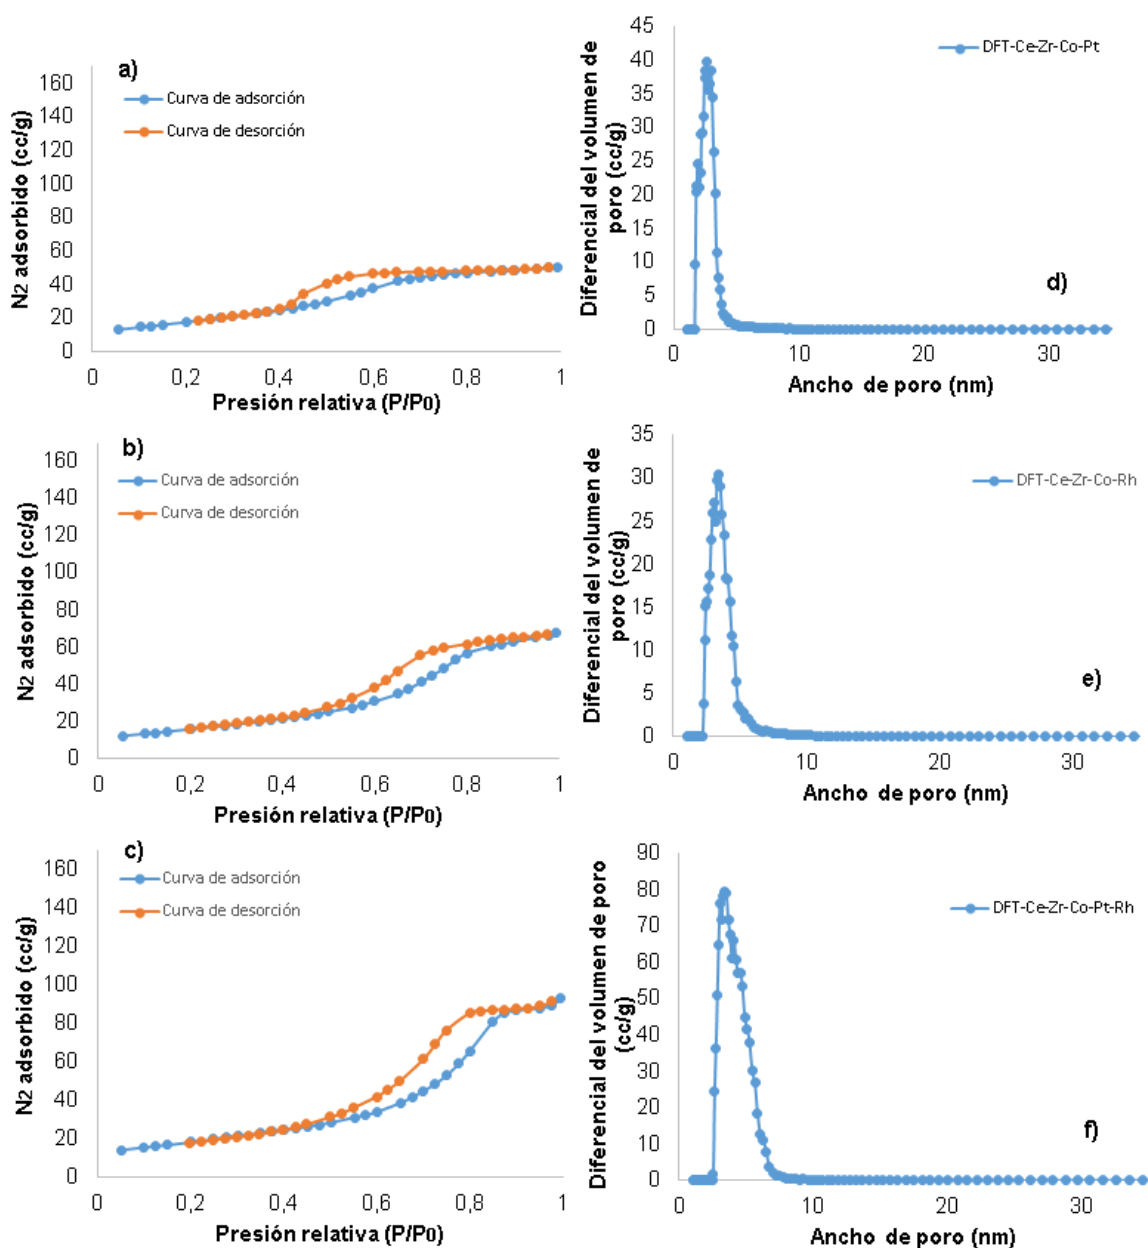 a)
Curva de adsorción
Curva de desorción
N2 adsorbido (cc/g)
160
140
120
100
80
60
40
20
0
0 0,2 0,4 0,6 0,8 1
Presión relativa (P/P0)
DFT-Ce-Zr-Co-Pt
Diferencial del volumen de
poro (cc/g)
45
40
35
30
25
20
15
10
5
0
0 10 20 30
Ancho de poro (nm)
d)
b)
Curva de adsorción
Curva de desorción
N2 adsorbido (cc/g)
160
140
120
100
80
60
40
20
0
0 0,2 0,4 0,6 0,8 1
Presión relativa (P/P0)
DFT-Ce-Zr-Co-Rh
Diferencial del volumen de
poro (cc/g)
35
30
25
20
15
10
5
0
0 10 20 30
Ancho de poro (nm)
e)
c)
Curva de adsorción
Curva de desorción
N2 adsorbido (cc/g)
160
140
120
100
80
60
40
20
0
0 0,2 0,4 0,6 0,8 1
Presión relativa (P/P0)
DFT-Ce-Zr-Co-Pt-Rh
Diferencial del volumen de poro
(cc/g)
90
80
70
60
50
40
30
20
10
0
0 10 20 30
Ancho de poro (nm)
f)